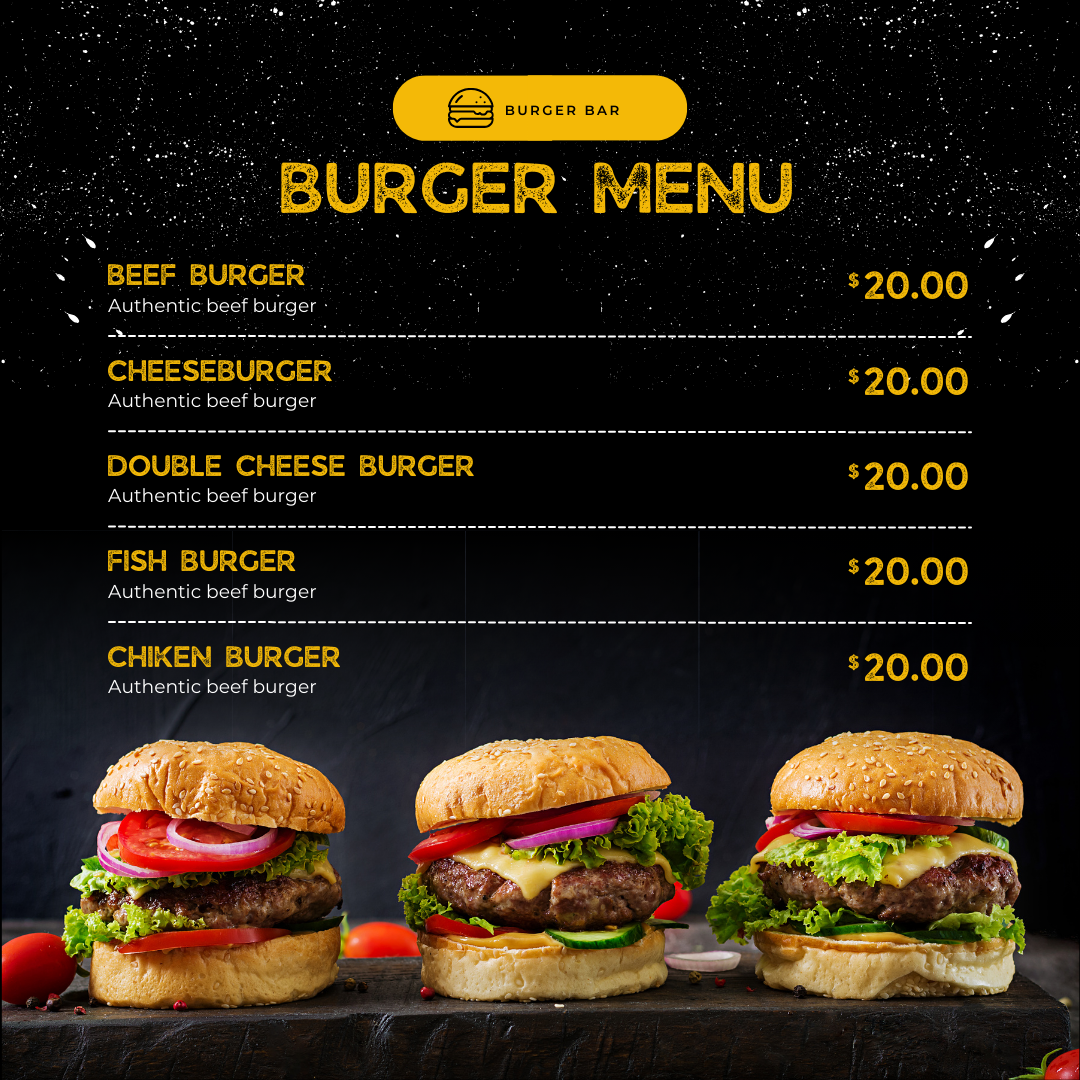 BURGER BAR
BURGER MENU
BEEF BURGER
Authentic beef burger
$20.00
CHEESEBURGER
Authentic beef burger
$20.00
DOUBLE CHEESE BURGER
Authentic beef burger
$20.00
FISH BURGER
Authentic beef burger
$20.00
CHIKEN BURGER
Authentic beef burger
$20.00